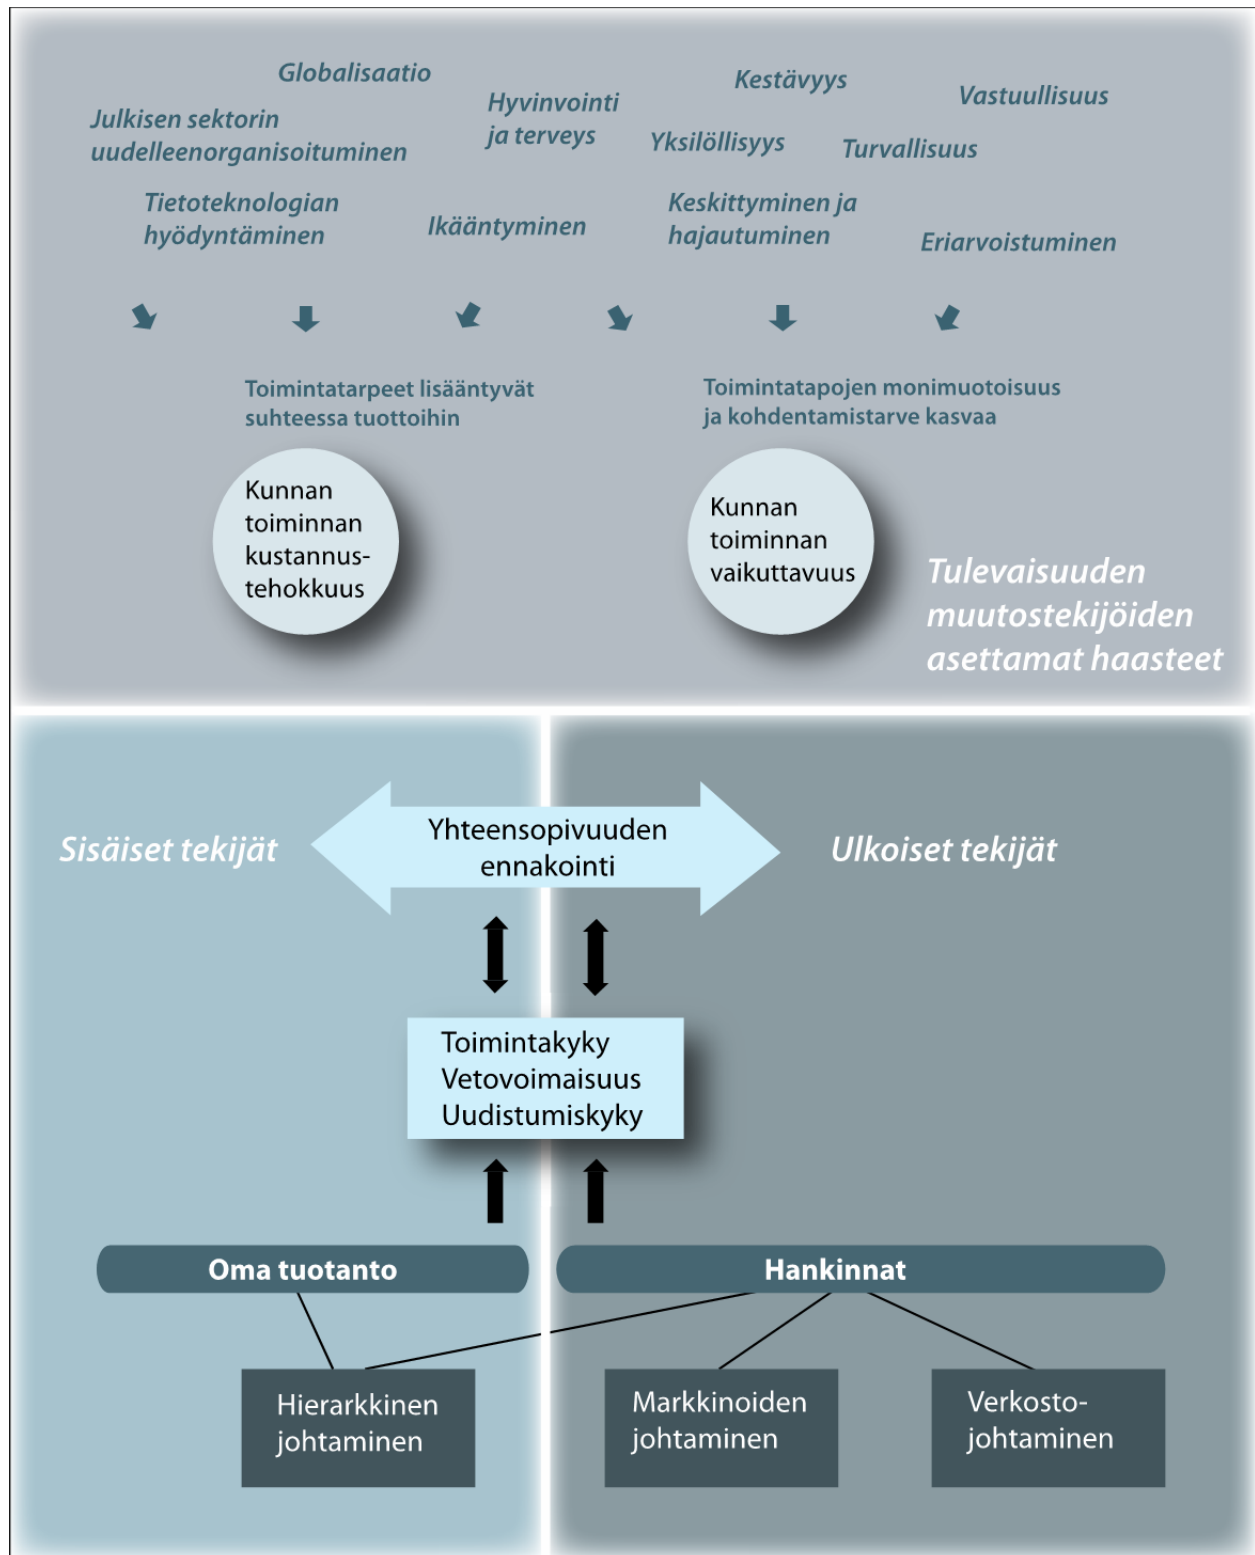 Globalisaatio
Kestävyys
Hyvinvointi
ja terveys
Vastuullisuus
Julkisen sektorin
uudelleenorganisoituminen
Yksilöllisyys
Turvallisuus
Tietoteknologian
hyödyntäminen
Ikääntyminen
Keskittyminen ja
hajautuminen
Eriarvoistuminen
Toimintatarpeet lisääntyvät
suhteessa tuottoihin
Toimintatapojen monimuotoisuus
ja kohdentamistarve kasvaa
Kunnan
toiminnan
kustannus-
tehokkuus
Kunnan
toiminnan
vaikuttavuus
Tulevaisuuden
muutostekijöiden
asettamat haasteet
Sisäiset tekijät
Yhteensopivuuden
ennakointi
Ulkoiset tekijät
Toimintakyky
Vetovoimaisuus
Uudistumiskyky
Oma tuotanto
Hankinnat
Hierarkkinen
johtaminen
Markkinoiden
johtaminen
Verkosto-
johtaminen